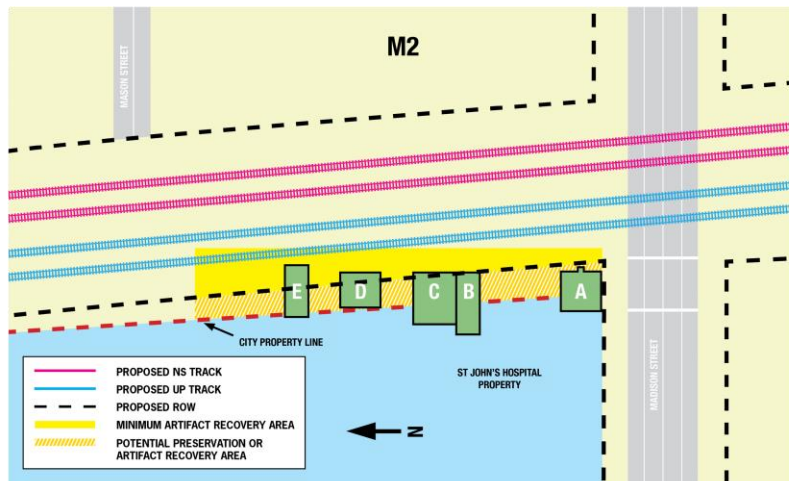 M2
MASON STREET
E
D
C
B
A
CITY PROPERTY LINE
ST JOHN'S HOSPITAL
PROPERTY
MADISON STREET
PROPOSED NS TRACK
PROPOSED UP TRACK
PROPOSED ROW
MINIMUM ARTIFACT RECOVERY AREA
POTENTIAL PRESERVATION OR
ARTIFACT RECOVERY AREA
N